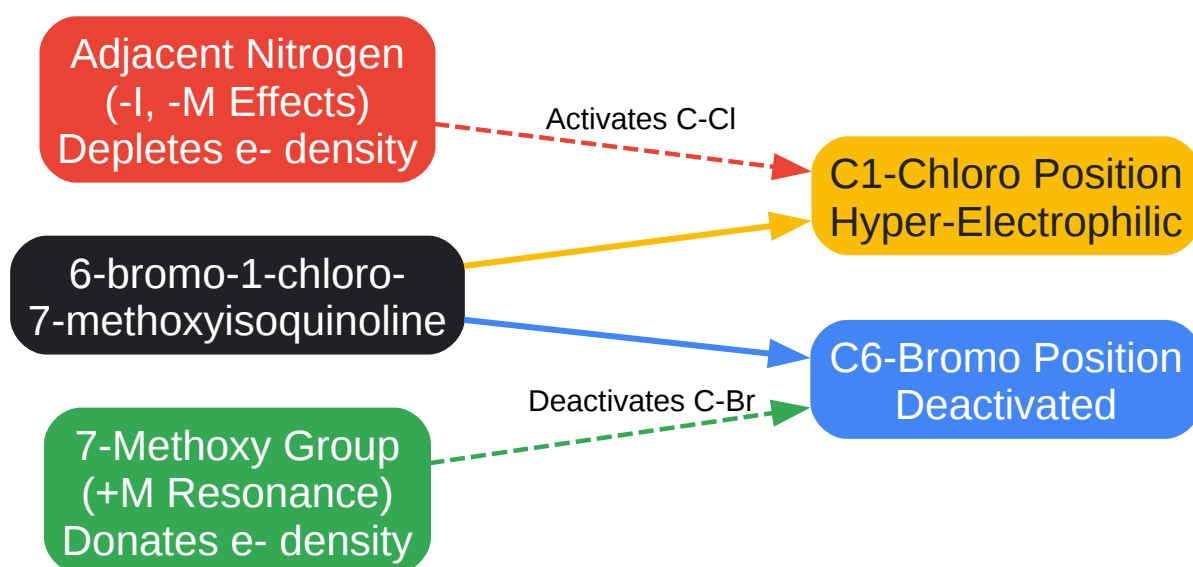 Adjacent Nitrogen
(-I, -M Effects)
Depletes e- density
Activates C-Cl
C1-Chloro Position
Hyper-Electrophilic
6-bromo-1-chloro-
7-methoxyisoquinoline
C6-Bromo Position
Deactivated
Deactivates C-Br
7-Methoxy Group
(+M Resonance)
Donates e- density